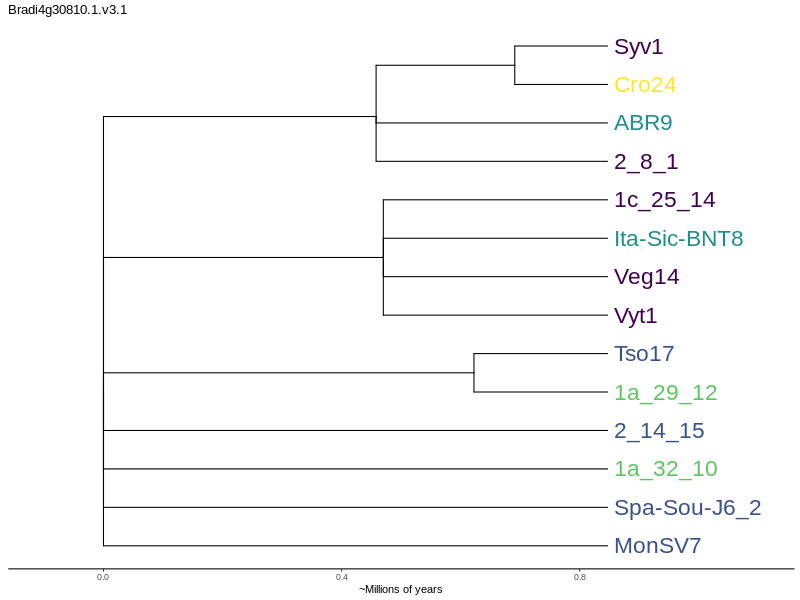 Bradi4g30810.1.v3.1
Syv1
Cro24
ABR9
2_8_1
1c_25_14
Ita-Sic-BNT8
Veg14
Vyt1
Tso17
1a_29_12
2_14_15
1a_32_10
Spa-Sou-J6_2
MonSV7
0.0 0.4 0.8
~Millions of years